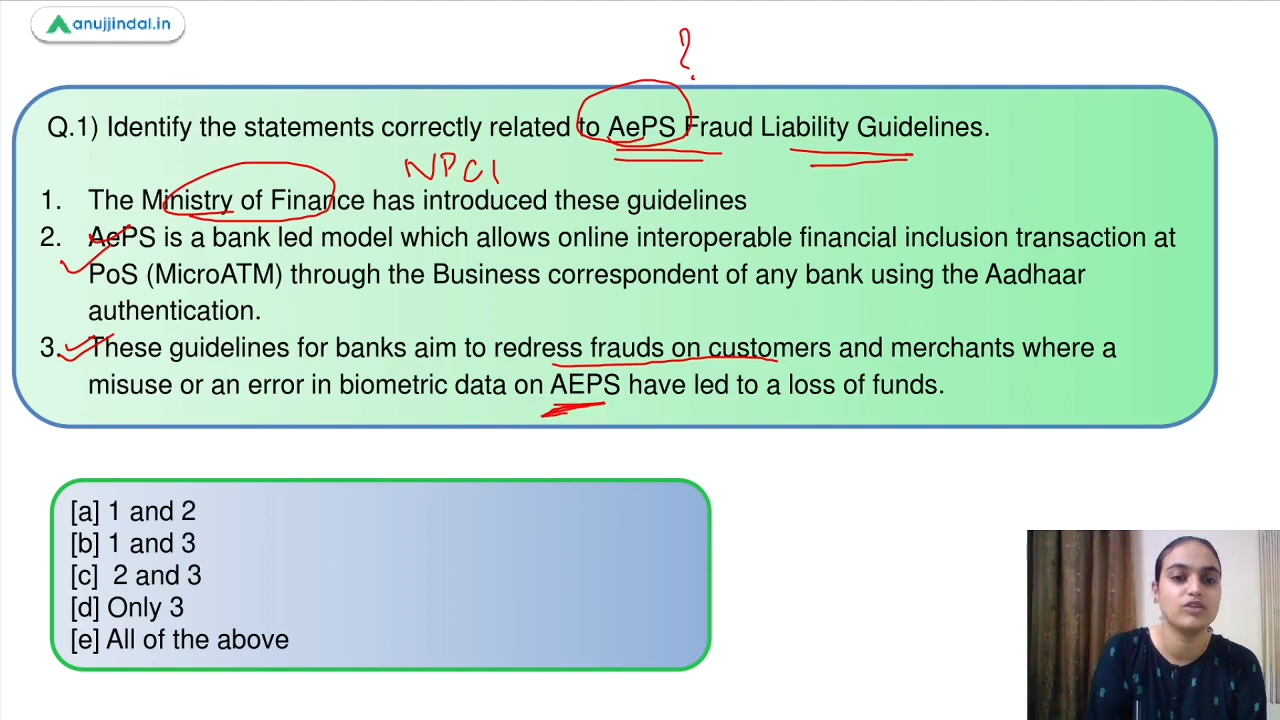 anujjindal.in
?
Q.1) Identify the statements correctly related to AePS Fraud Liability Guidelines.
NPCI
1. The Ministry of Finance has introduced these guidelines
2. AePS is a bank led model which allows online interoperable financial inclusion transaction at
PoS (MicroATM) through the Business correspondent of any bank using the Aadhaar
authentication.
3. These guidelines for banks aim to redress frauds on customers and merchants where a
misuse or an error in biometric data on AEPS have led to a loss of funds.
[a] 1 and 2
[b] 1 and 3
[c] 2 and 3
[d] Only 3
[e] All of the above